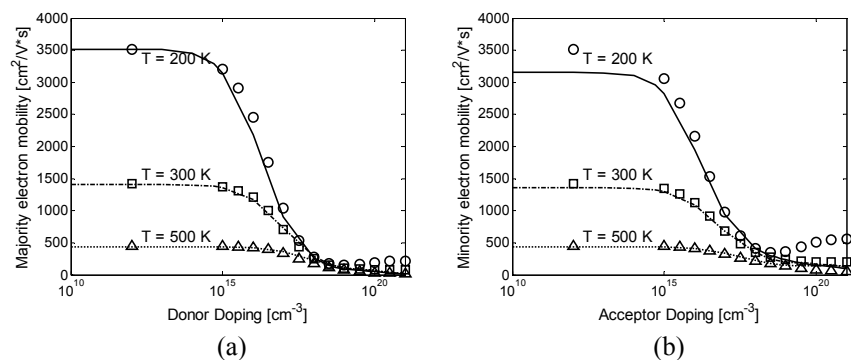 Majority electron mobility [cm²/V*s]
4000
3500
3000
2500
2000
1500
1000
500
0
T = 200 K
T = 300 K
T = 500 K
10^10
10^15
10^20
Donor Doping [cm^-3]
(a)
Minority electron mobility [cm²/V*s]
4000
3500
3000
2500
2000
1500
1000
500
0
T = 200 K
T = 300 K
T = 500 K
10^10
10^15
10^20
Acceptor Doping [cm^-3]
(b)